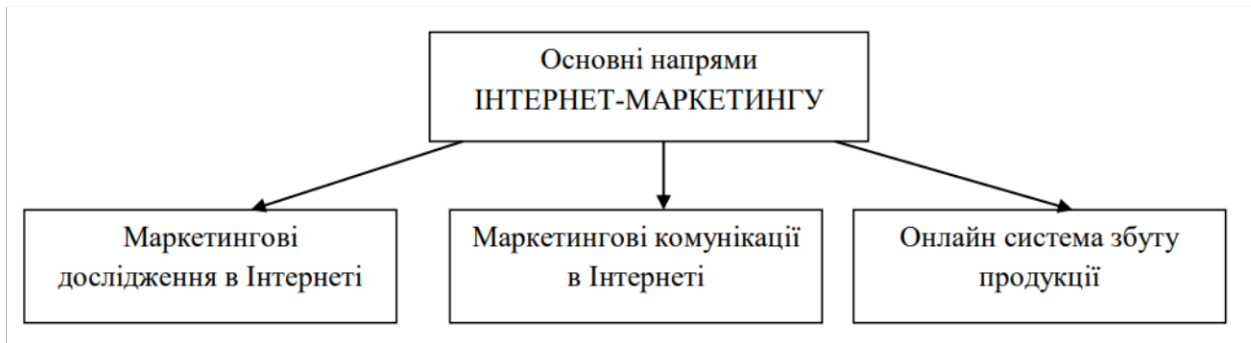 Основні напрями
ІНТЕРНЕТ-МАРКЕТИНГУ
Маркетингові
дослідження в Інтернеті
Маркетингові комунікації
в Інтернеті
Онлайн система збуту
продукції